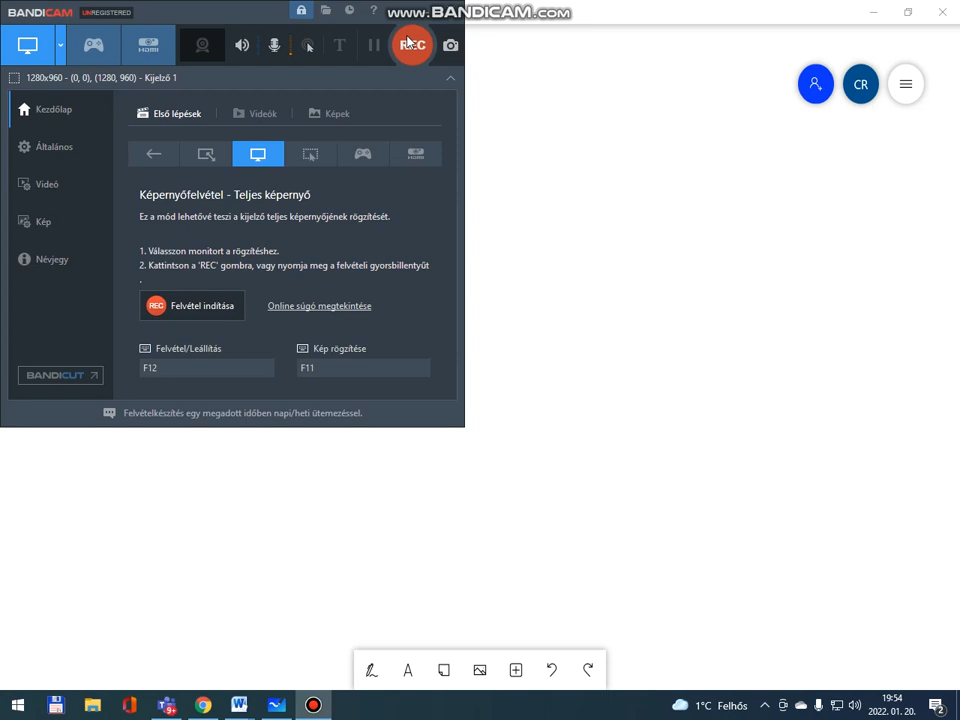 BANDICAM UNREGISTERED
www.BANDICAM.com
HDMI
REC
CR
1280x960 - (0, 0), (1280, 960) - Kijelző 1
Kezdőlap
Általános
Videó
Kép
Névjegy
BANDICUT
Első lépések
Videók
Képek
HDMI
Képernyőfelvétel - Teljes képernyő
Ez a mód lehetővé teszi a kijelző teljes képernyőjének rögzítését.
1. Válasszon monitort a rögzítéshez.
2. Kattintson a 'REC' gombra, vagy nyomja meg a felvételi gyorsbillentyűt
.
REC Felvétel indítása
Online súgó megtekintése
Felvétel/Leállítás
Kép rögzítése
F12
F11
Felvételkészítés egy megadott időben napi/heti ütemezéssel.
9+
1°C Felhős
19:54
2022. 01. 20.
2